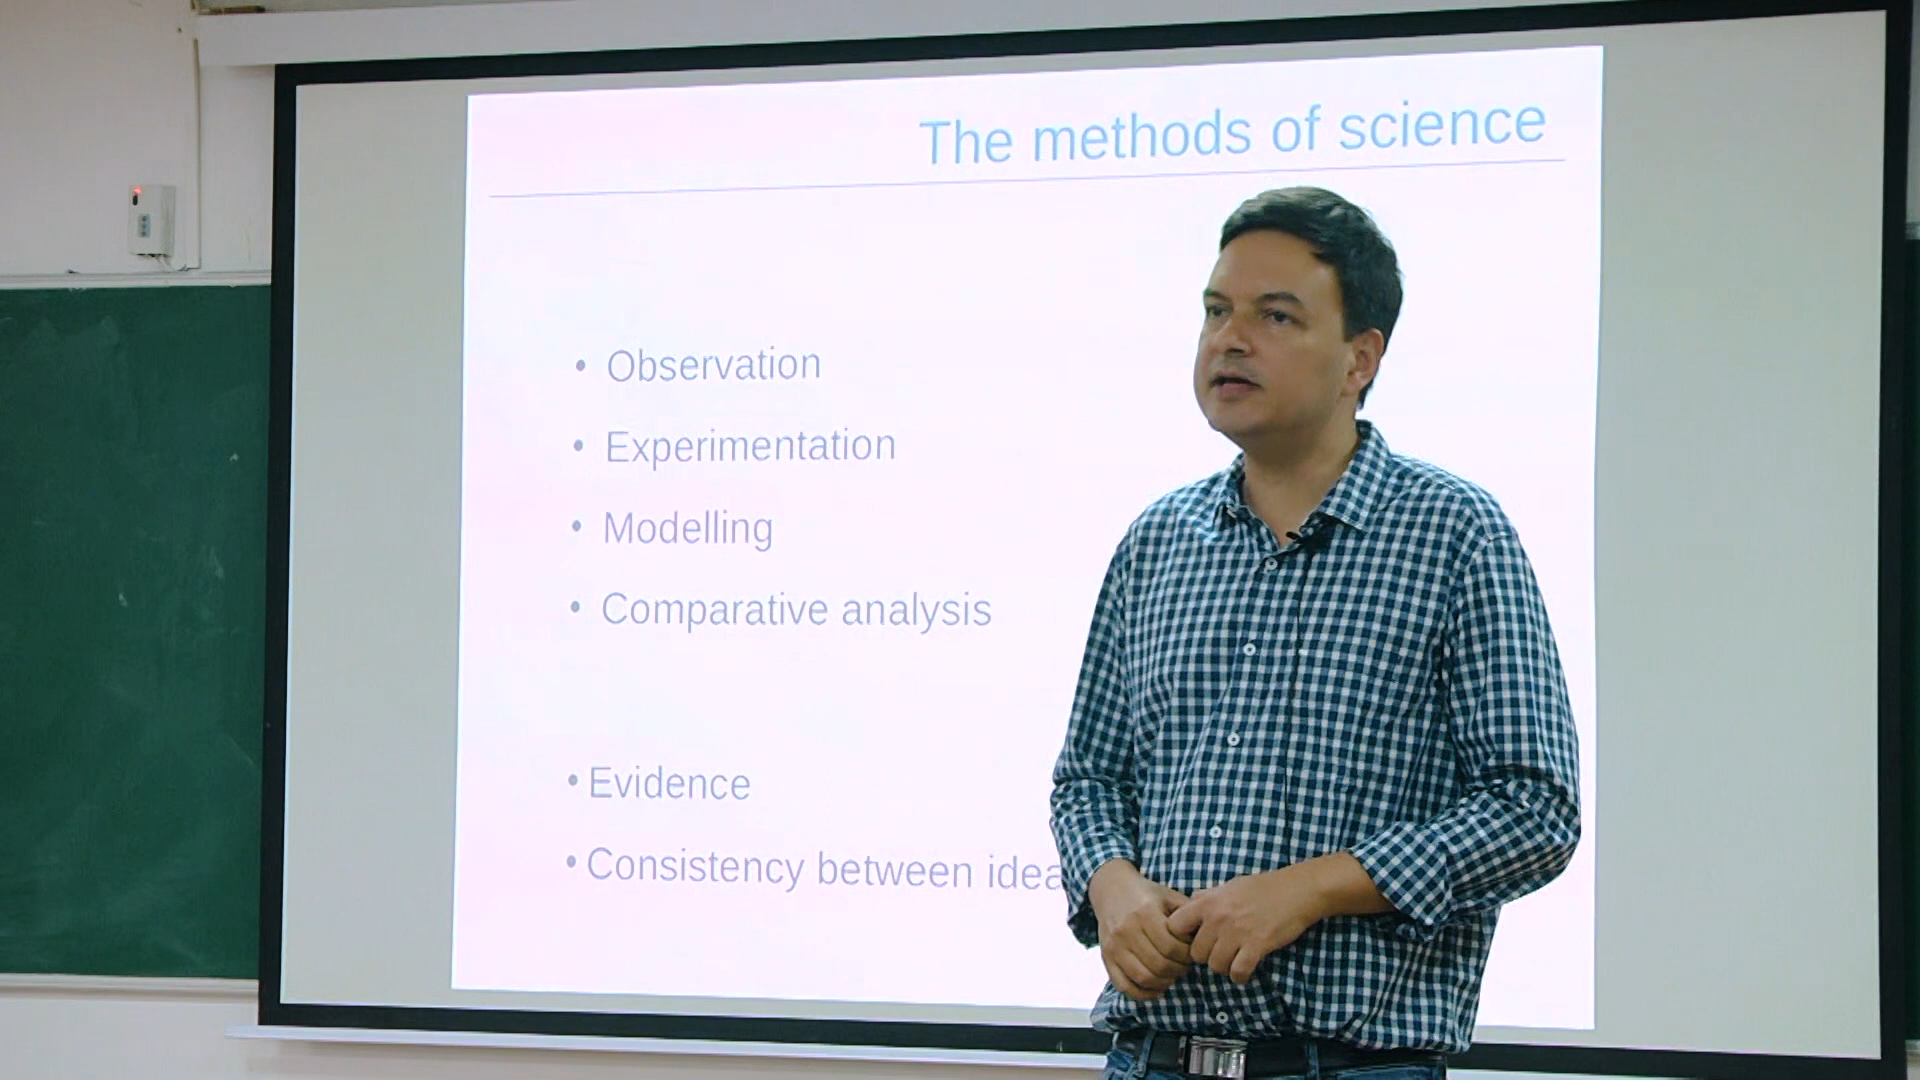 The methods of science
• Observation
• Experimentation
• Modelling
• Comparative analysis
• Evidence
• Consistency between idea